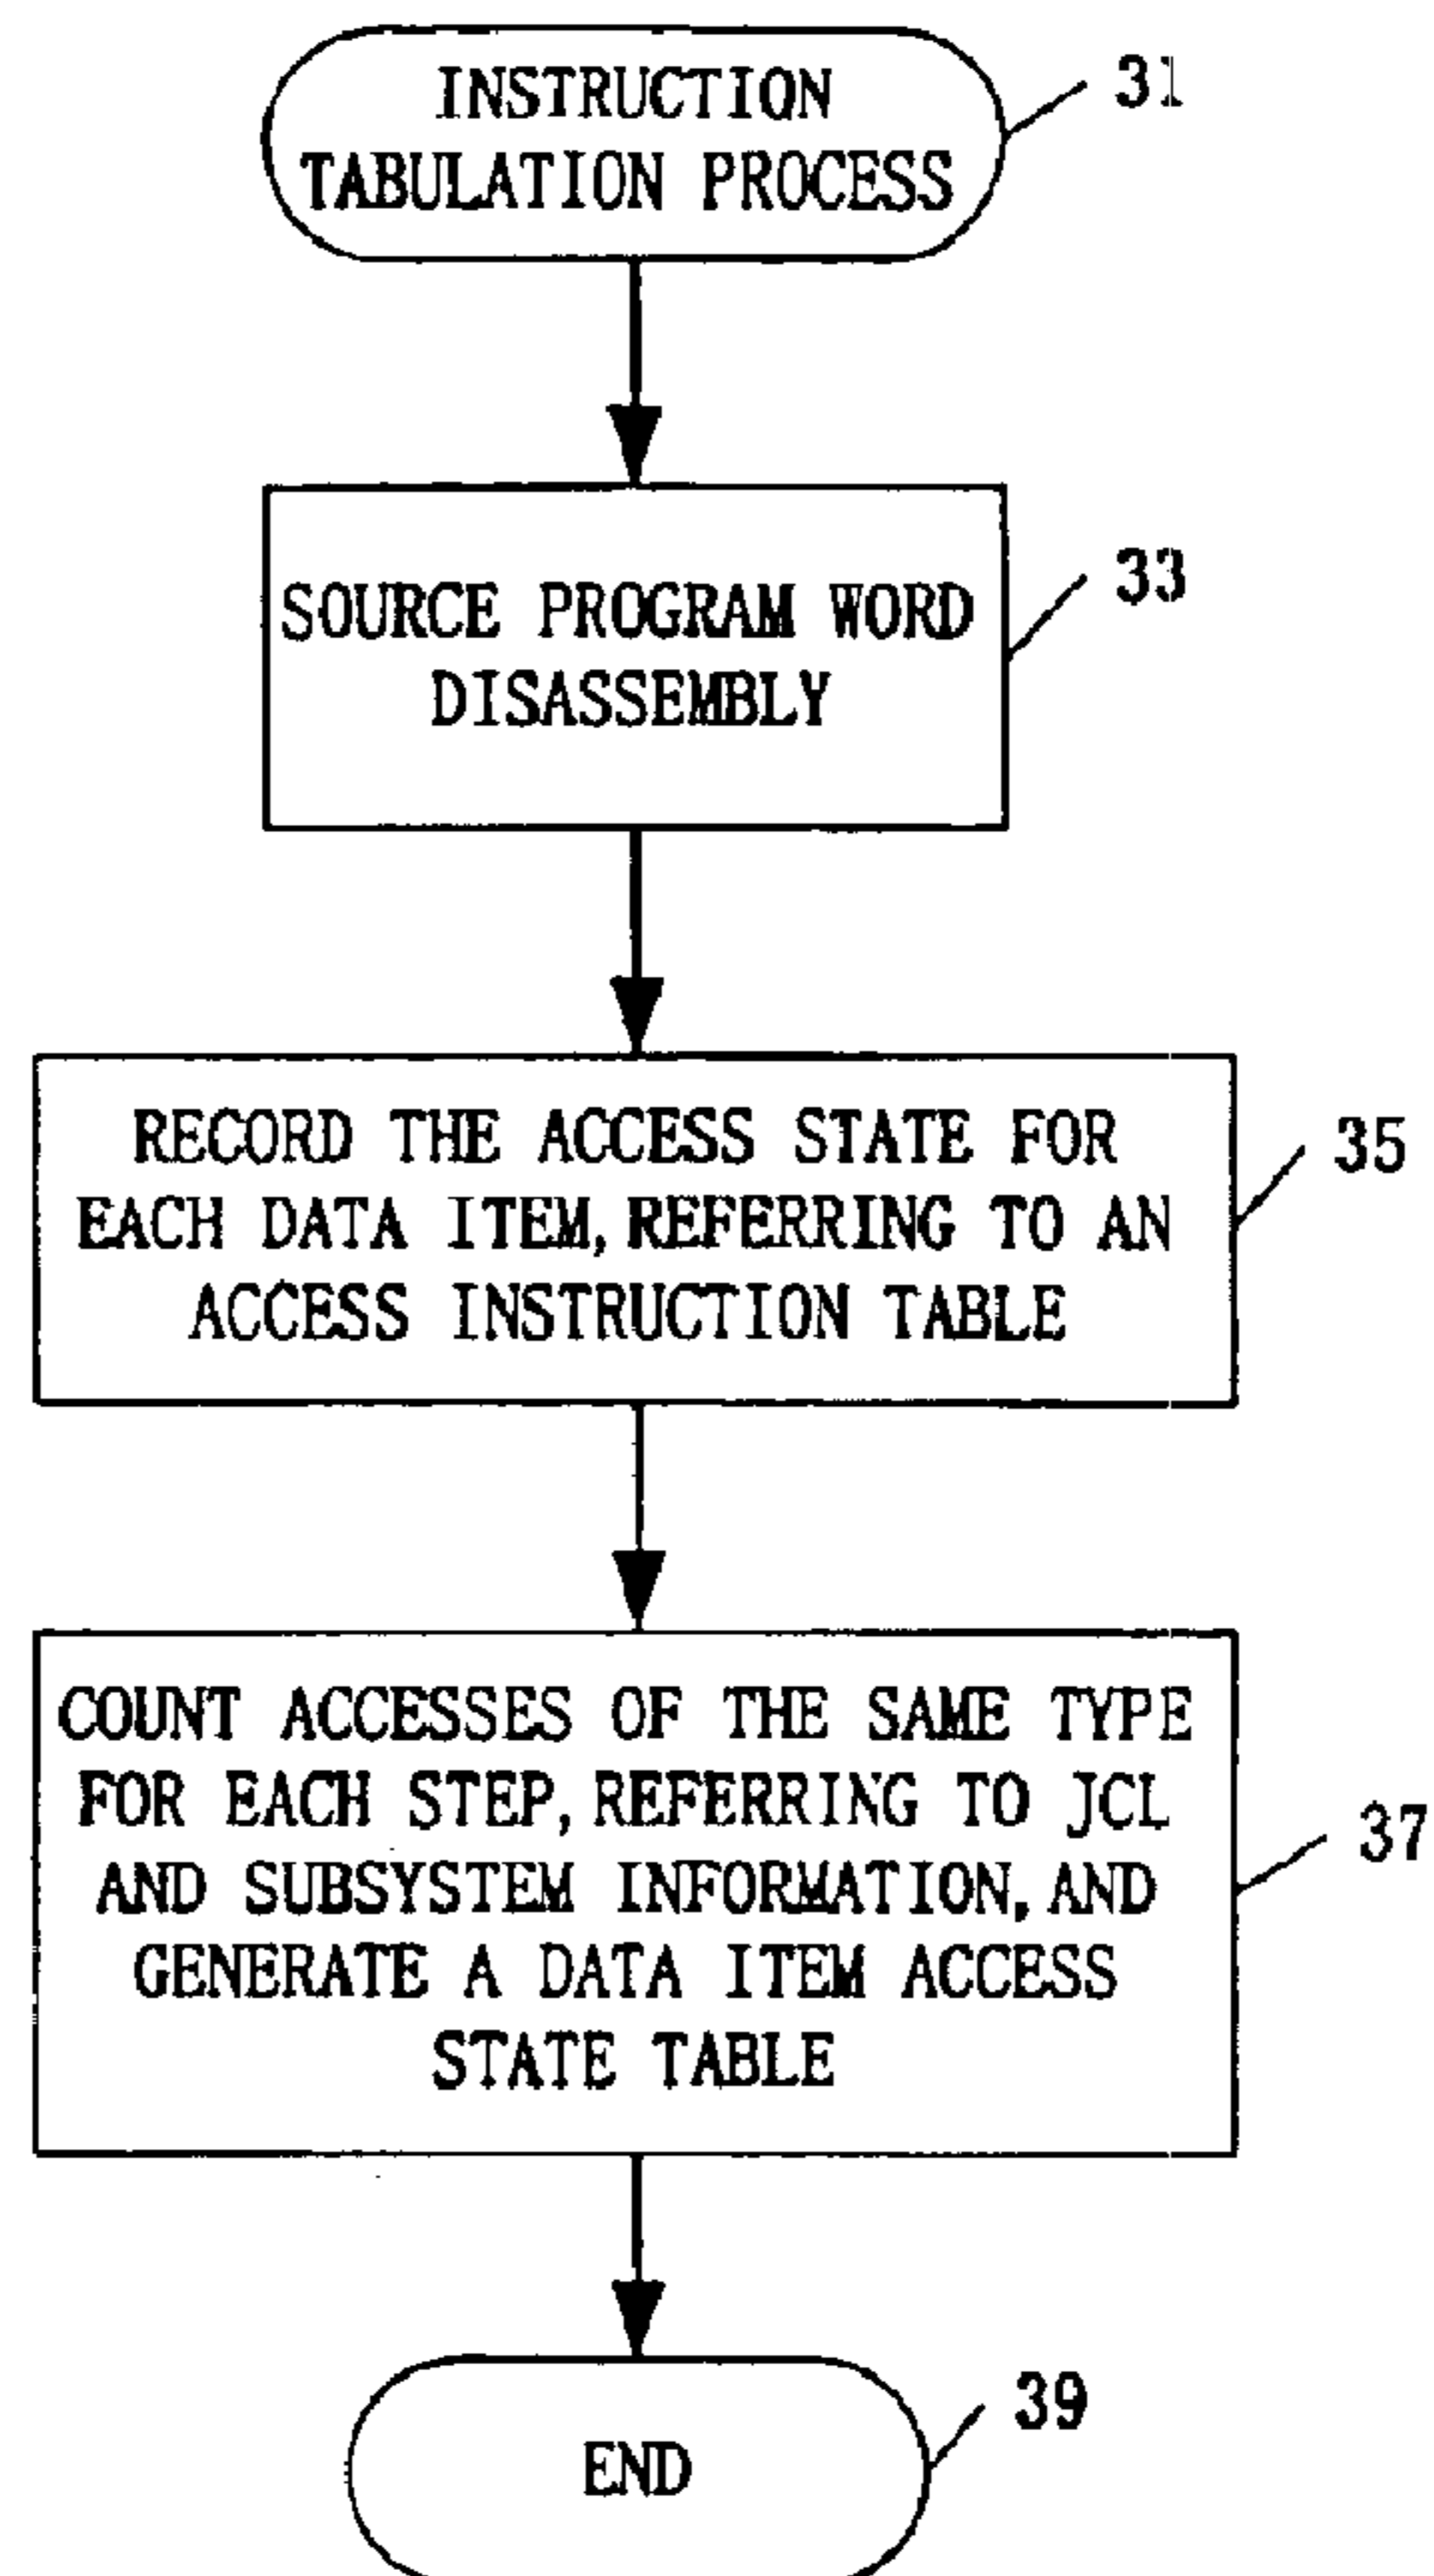 INSTRUCTION
31
TABULATION PROCESS
33
SOURCE PROGRAM WORD
DISASSEMBLY
RECORD THE ACCESS STATE FOR
35
EACH DATA ITEM, REFERRING TO AN
ACCESS INSTRUCTION TABLE
COUNT ACCESSES OF THE SAME TYPE
FOR EACH STEP, REFERRING TO JCL
37
AND SUBSYSTEM INFORMATION, AND
GENERATE A DATA ITEM ACCESS
STATE TABLE
39
END